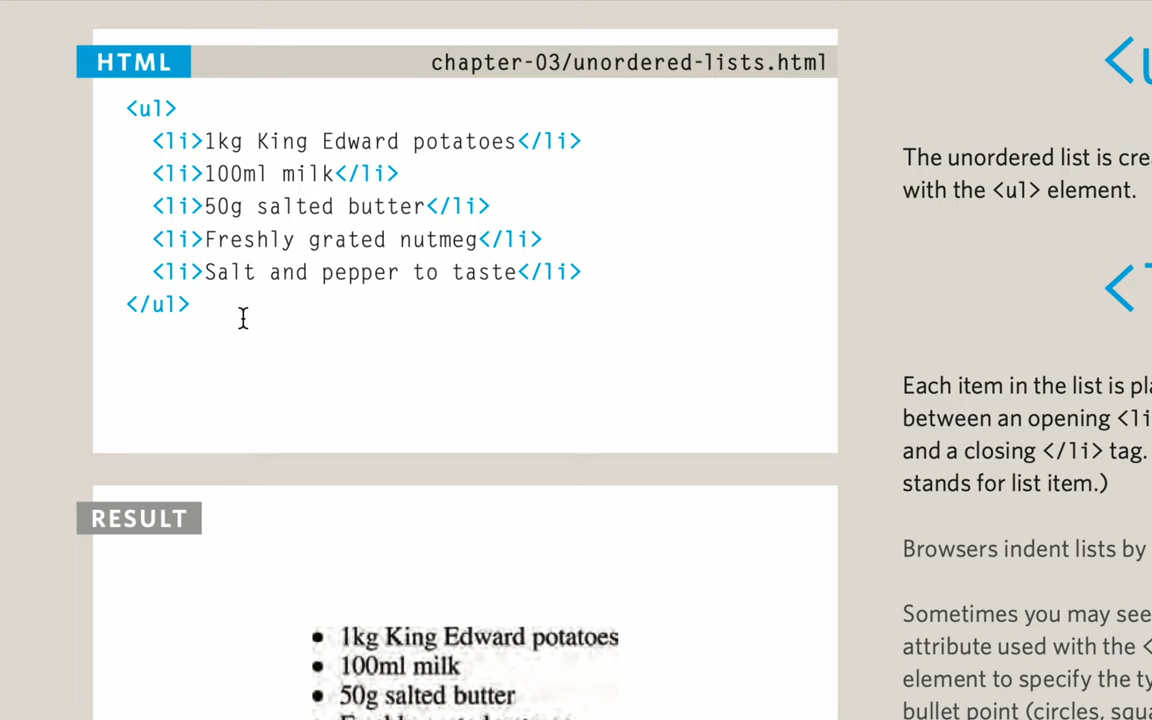 HTML
chapter-03/unordered-lists.html
<ul>
<li>1kg King Edward potatoes</li>
<li>100ml milk</li>
<li>50g salted butter</li>
<li>Freshly grated nutmeg</li>
<li>Salt and pepper to taste</li>
</ul>
RESULT
• 1kg King Edward potatoes
• 100ml milk
• 50g salted butter
The unordered list is
with the <ul> element.
Each item in the list is
between an opening <li
and a closing </li> tag.
stands for list item.)
Browsers indent lists by
Sometimes you may see
attribute used with the <
element to specify the
bullet point (circles,